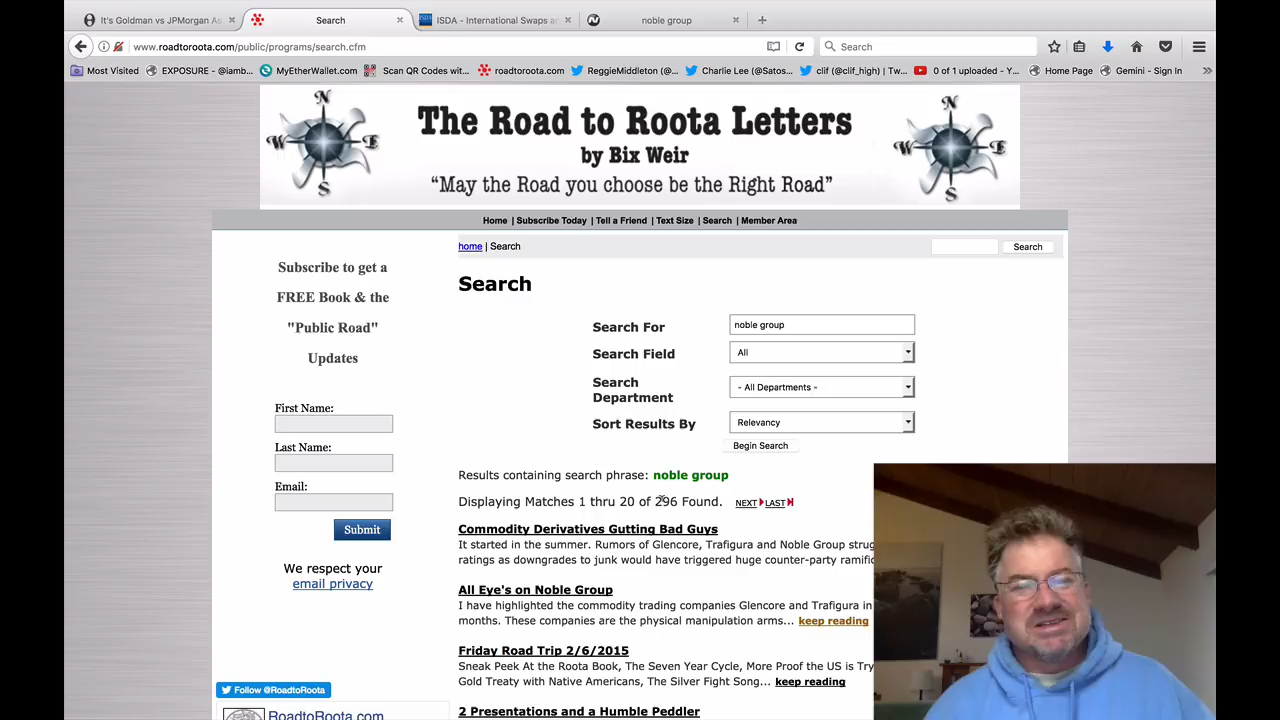 It's Goldman vs JPMorgan As
Search
ISDA - International Swaps a
noble group
www.roadtoroota.com/public/programs/search.cfm
Search
Most Visited
EXPOSURE - @iamb...
MyEtherWallet.com
Scan QR Codes wit...
roadtoroota.com
ReggieMiddleton (@...
Charlie Lee (@Satos...
clif (@clif_high) | Tw...
0 of 1 uploaded - Y...
Home Page
Gemini - Sign In
The Road to Roota Letters
by Bix Weir
"May the Road you choose be the Right Road"
N
W
E
S
N
W
E
S
Home | Subscribe Today | Tell a Friend | Text Size | Search | Member Area
home | Search
Search
Subscribe to get a
FREE Book & the
"Public Road"
Updates
First Name:
Last Name:
Email:
Submit
We respect your
email privacy
Follow @RoadtoRoota
RoadtoRoota.com
Search
Search For
noble group
Search Field
All
Search
Department
- All Departments -
Sort Results By
Relevancy
Begin Search
Results containing search phrase: noble group
Displaying Matches 1 thru 20 of 296 Found. NEXT LAST
Commodity Derivatives Gutting Bad Guys
It started in the summer. Rumors of Glencore, Trafigura and Noble Group strug
ratings as downgrades to junk would have triggered huge counter-party ramific
All Eye's on Noble Group
I have highlighted the commodity trading companies Glencore and Trafigura in
months. These companies are the physical manipulation arms... keep reading
Friday Road Trip 2/6/2015
Sneak Peek At the Roota Book, The Seven Year Cycle, More Proof the US is Try
Gold Treaty with Native Americans, The Silver Fight Song... keep reading
2 Presentations and a Humble Peddler